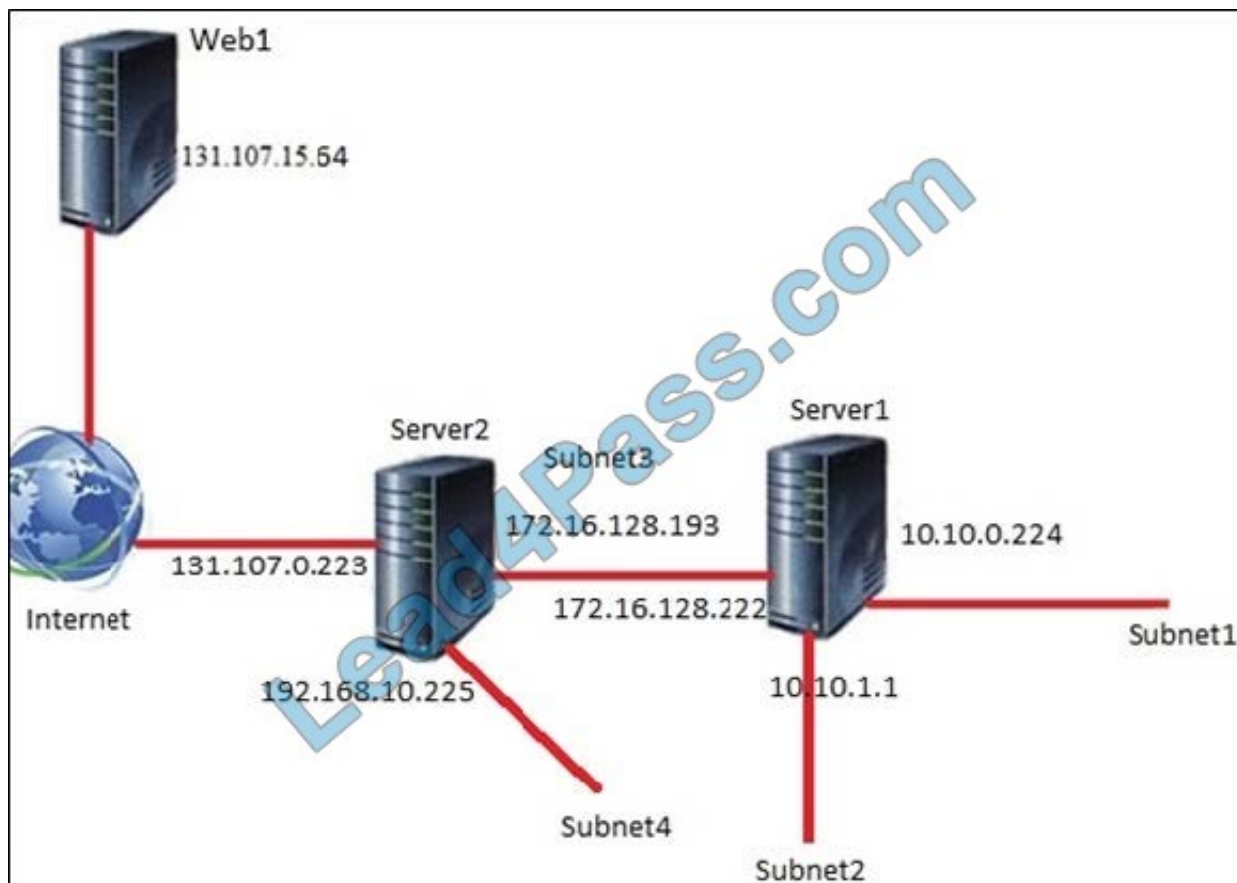 Web1
131.107.15.64
Lead4Pass.com
Server1
Server2
Subnet3
172.16.128.193
10.10.0.224
131.107.0.223
172.16.128.222
Internet
Subnet1
192.168.10.225
10.10.1.1
Subnet4
Subnet2